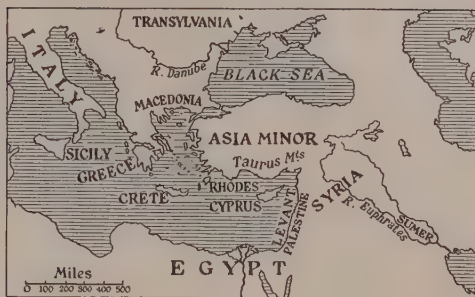 TRANSYLVANIA
ITALY
R. Danube
BLACK SEA
MACEDONIA
ASIA MINOR
Taurus Mts
SICILY
GREECE
RHODES
CRETE
CYPRUS
SYRIA
LEVANT
PALESTINE
R. Euphrates
SUMER
EGYPT
Miles
0 100 200 300 400 500